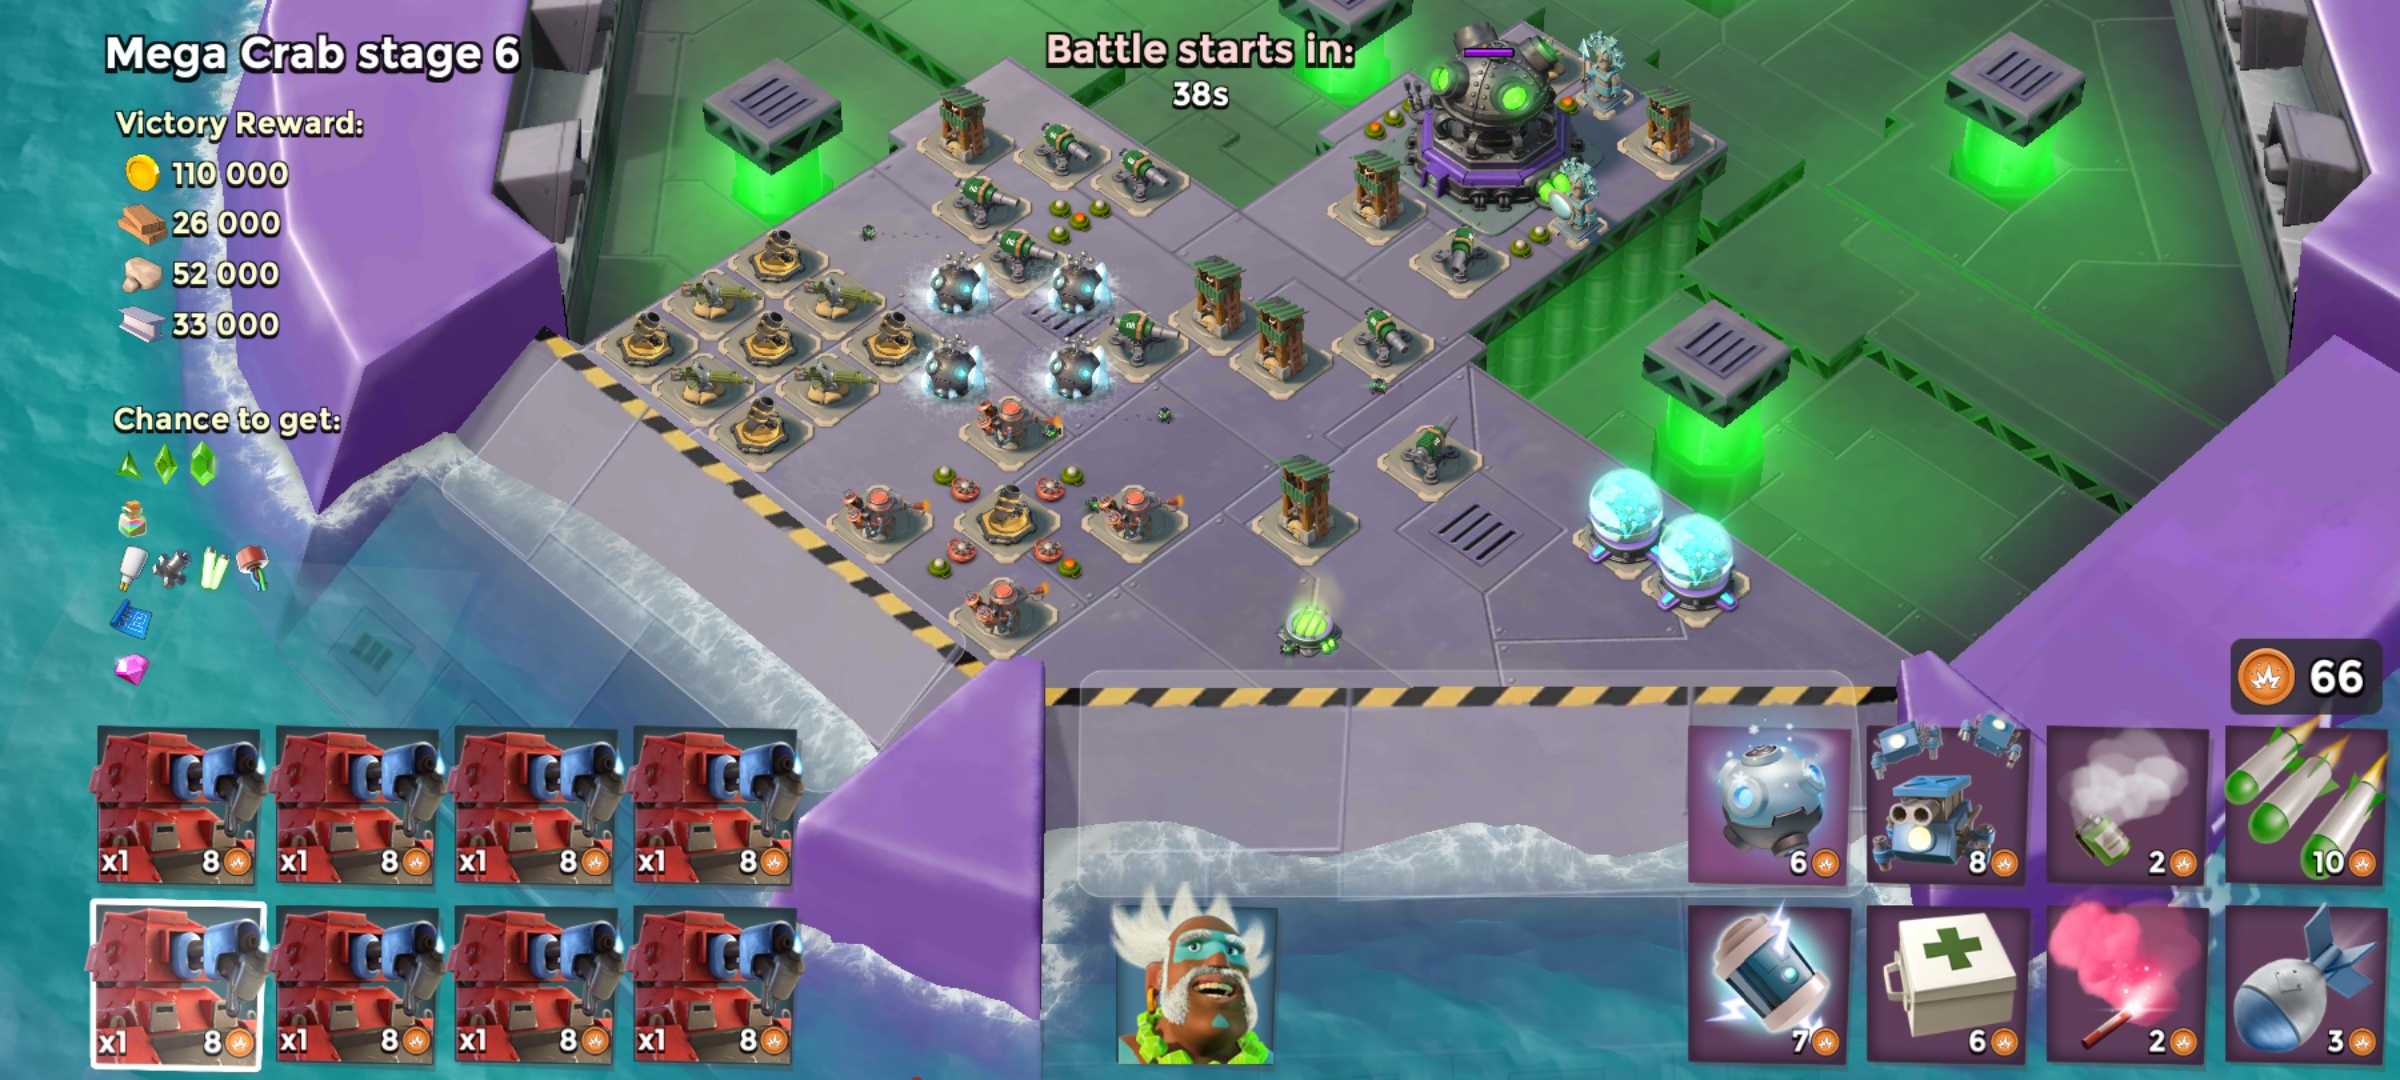 Mega Crab stage 6
Victory Reward:
110 000
26 000
52 000
33 000
Chance to get:
Battle starts in:
38s
66
x1 8
x1 8
x1 8
x1 8
6
8
2
10
x1 8
x1 8
x1 8
x1 8
7
6
2
3